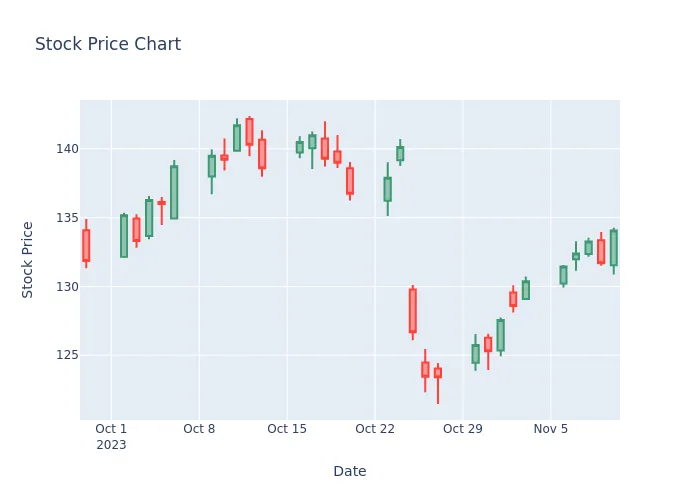 Stock Price Chart
140
135
130
125
Stock Price
Oct 1
2023
Oct 8
Oct 15
Oct 22
Oct 29
Nov 5
Date